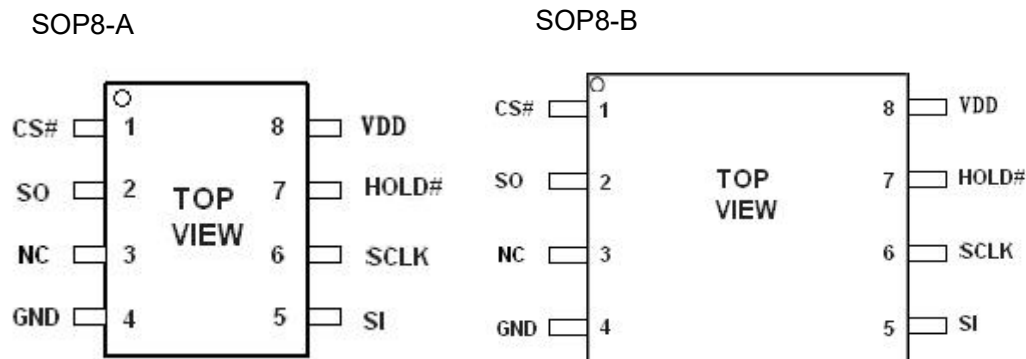 SOP8-A
CS# 1 8 VDD
SO 2 7 HOLD#
NC 3 6 SCLK
GND 4 5 SI
TOP
VIEW
SOP8-B
CS# 1 8 VDD
SO 2 7 HOLD#
NC 3 6 SCLK
GND 4 5 SI
TOP
VIEW